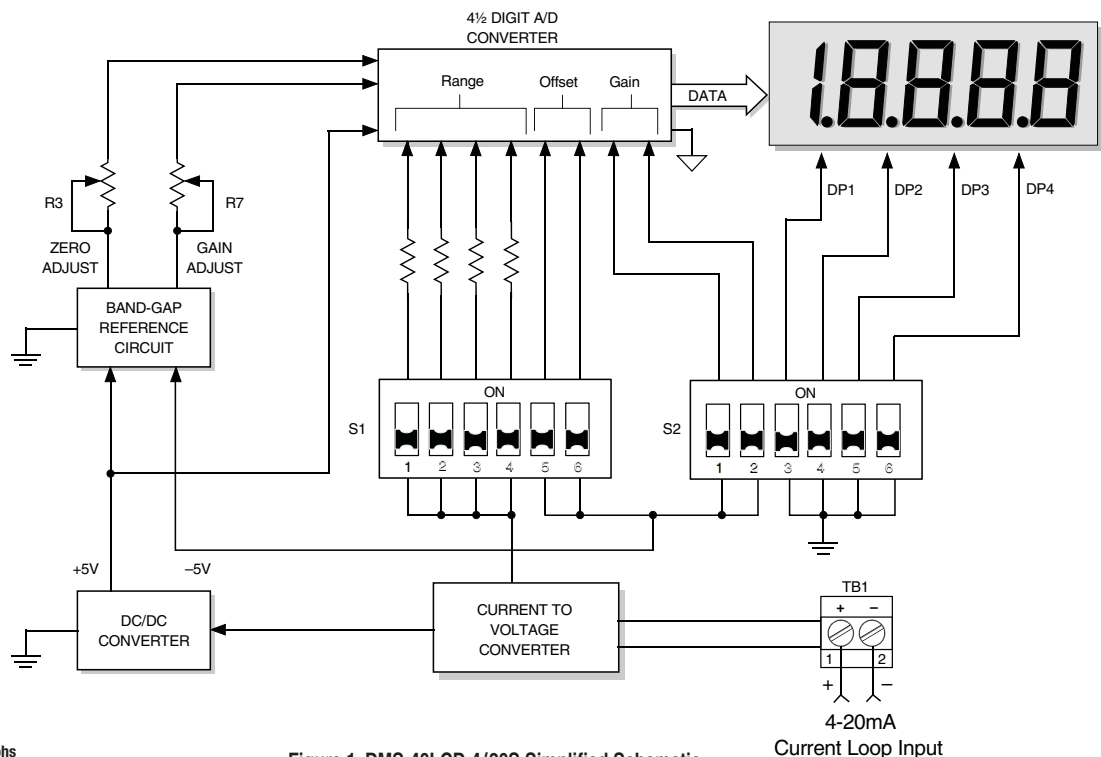 4½ DIGIT A/D
CONVERTER
Range
Offset
Gain
DATA
1.8.8.8.8
R3
R7
DP1
DP2
DP3
DP4
ZERO
ADJUST
GAIN
ADJUST
BAND-GAP
REFERENCE
CIRCUIT
ON
S1
1 2 3 4 5 6
ON
S2
1 2 3 4 5 6
+5V
–5V
DC/DC
CONVERTER
CURRENT TO
VOLTAGE
CONVERTER
TB1
+ –
1 2
+ –
4-20mA
Current Loop Input
phs